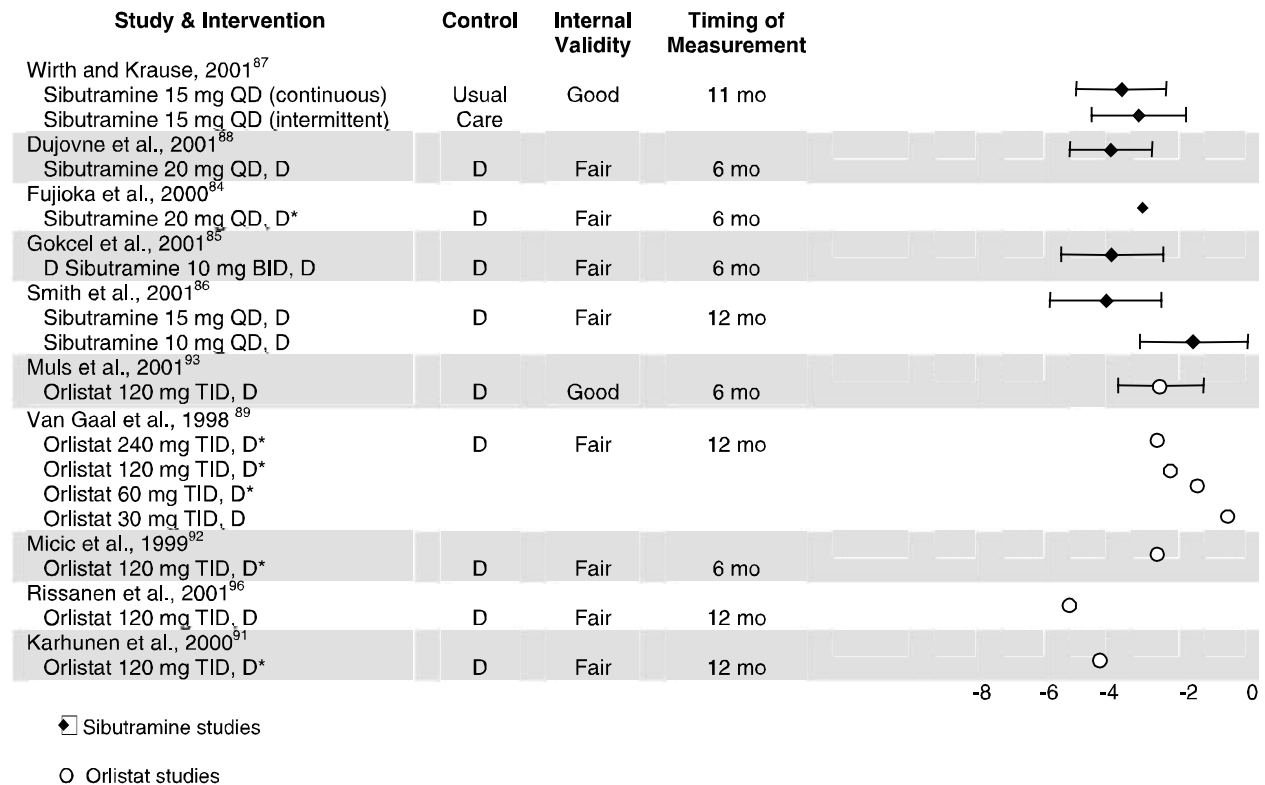 Study & Intervention Control Internal Validity Timing of Measurement
Wirth and Krause, 2001⁸⁷
Sibutramine 15 mg QD (continuous) Usual Good 11 mo
Sibutramine 15 mg QD (intermittent) Care
Dujovne et al., 2001⁸⁸
Sibutramine 20 mg QD, D D Fair 6 mo
Fujioka et al., 2000⁸⁴
Sibutramine 20 mg QD, D* D Fair 6 mo
Gokcel et al., 2001⁸⁵
D Sibutramine 10 mg BID, D D Fair 6 mo
Smith et al., 2001⁸⁶
Sibutramine 15 mg QD, D D Fair 12 mo
Sibutramine 10 mg QD, D
Muls et al., 2001⁹³
Orlistat 120 mg TID, D D Good 6 mo
Van Gaal et al., 1998 ⁸⁹
Orlistat 240 mg TID, D* D Fair 12 mo
Orlistat 120 mg TID, D*
Orlistat 60 mg TID, D*
Orlistat 30 mg TID, D
Micic et al., 1999⁹²
Orlistat 120 mg TID, D* D Fair 6 mo
Rissanen et al., 2001⁹⁶
Orlistat 120 mg TID, D D Fair 12 mo
Karhunen et al., 2000⁹¹
Orlistat 120 mg TID, D* D Fair 12 mo
-8 -6 -4 -2 0
Sibutramine studies
Orlistat studies